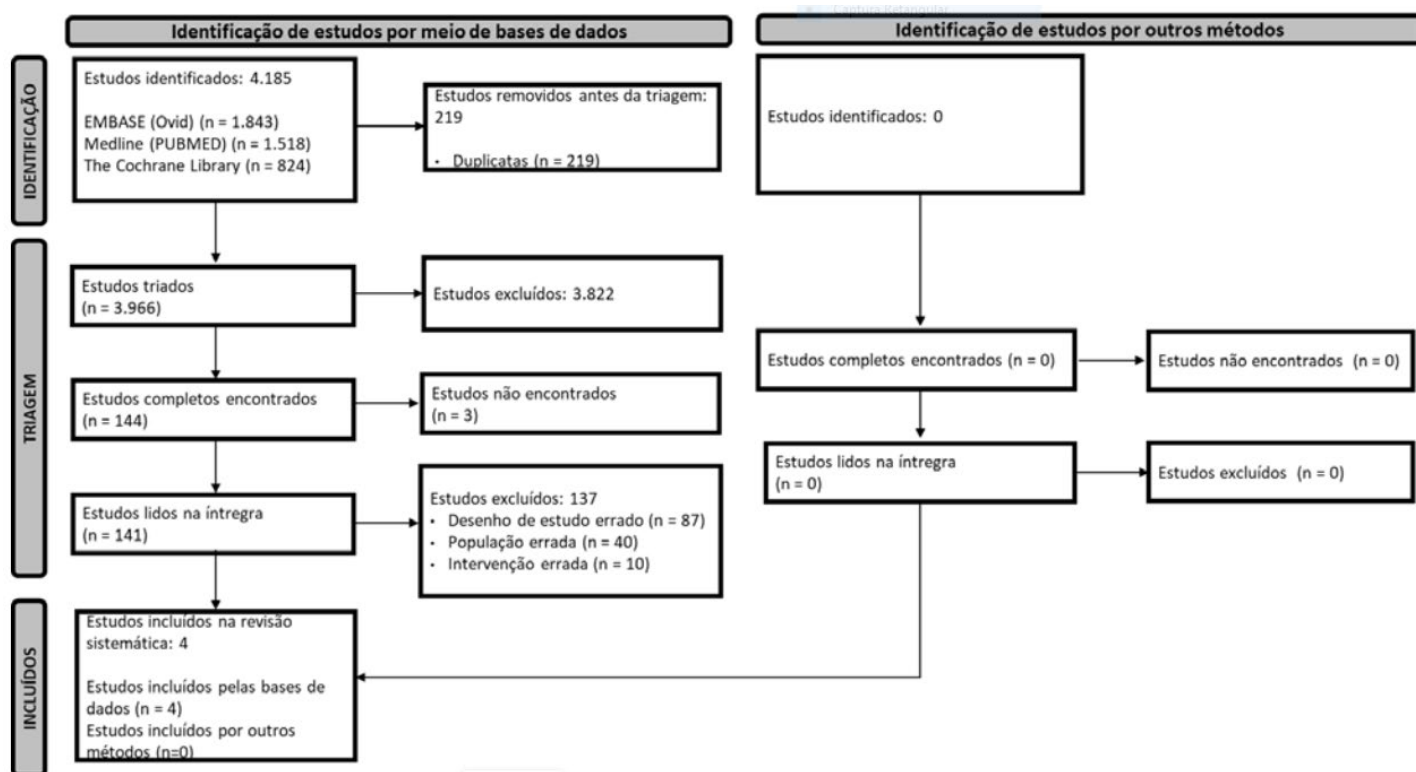 Captura Retangular
Identificação de estudos por meio de bases de dados
Identificação de estudos por outros métodos
IDENTIFICAÇÃO
Estudos identificados: 4.185
EMBASE (Ovid) (n = 1.843)
Medline (PUBMED) (n = 1.518)
The Cochrane Library (n = 824)
Estudos removidos antes da triagem:
219
• Duplicatas (n = 219)
Estudos identificados: 0
TRIAGEM
Estudos triados
(n = 3.966)
Estudos excluídos: 3.822
Estudos completos encontrados
(n = 144)
Estudos não encontrados
(n = 3)
Estudos completos encontrados (n = 0)
Estudos não encontrados (n = 0)
Estudos lidos na íntregra
(n = 141)
Estudos excluídos: 137
• Desenho de estudo errado (n = 87)
• População errada (n = 40)
• Intervenção errada (n = 10)
Estudos lidos na íntregra
(n = 0)
Estudos excluídos (n = 0)
INCLUÍDOS
Estudos incluídos na revisão
sistemática: 4
Estudos incluídos pelas bases de
dados (n = 4)
Estudos incluídos por outros
métodos (n=0)